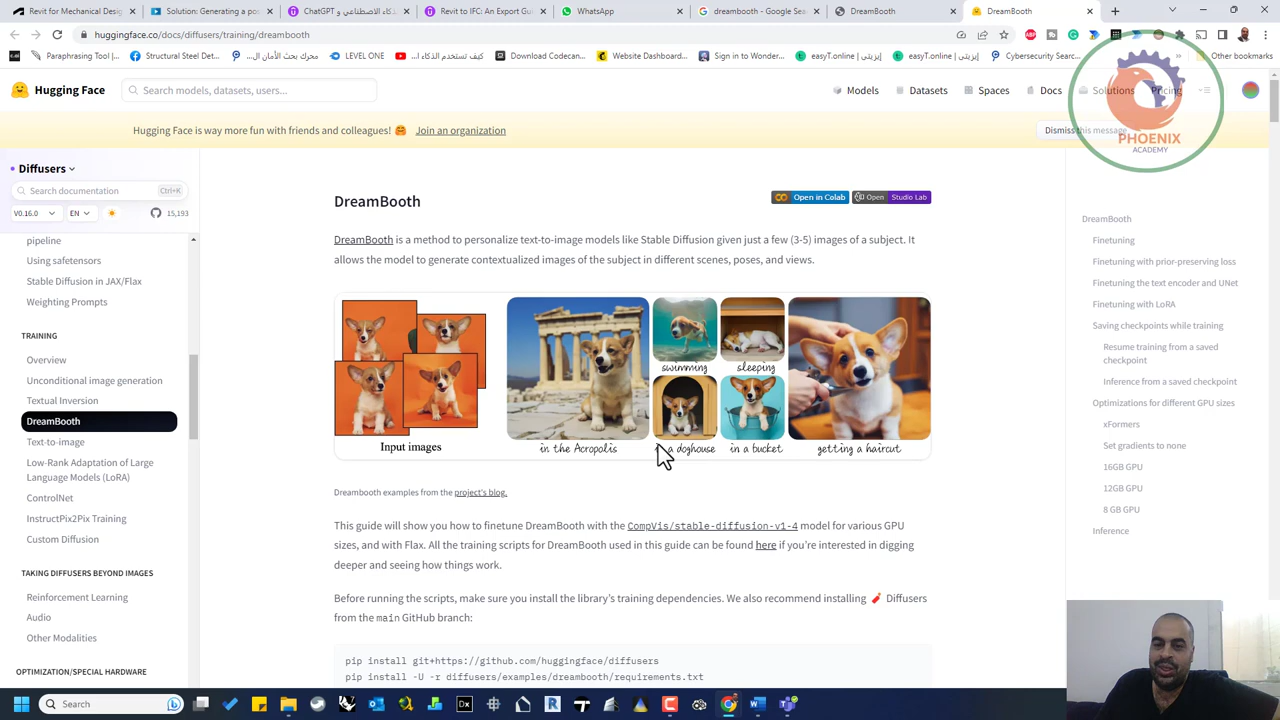 Revit for Architecture Certificat
ChatGPT و الذكاء الاصطناعي
Revit to IFC: An Export Guide
WhatsApp
dreambooth - Google Search
DreamBooth
DreamBooth
huggingface.co/docs/diffusers/training/dreambooth
Paraphrasing Tool |
Structural Steel Det...
محرك بحث الأمان ال...
LEVEL ONE
كيف تستخدم الذكاء ا...
Download Codecan...
Website Dashboard...
Sign in to Wonder...
easyT.online | إيزيتي
easyT.online | إيزيتي
Cybersecurity Searc...
Other bookmarks
Hugging Face
Search models, datasets, users...
Models
Datasets
Spaces
Docs
Solutions
Pricing
Hugging Face is way more fun with friends and colleagues! 🤗 Join an organization
Dismiss this message
PHOENIX
ACADEMY
Diffusers
Search documentation
Ctrl+K
V0.16.0
EN
15,193
pipeline
Using safetensors
Stable Diffusion in JAX/Flax
Weighting Prompts
TRAINING
Overview
Unconditional image generation
Textual Inversion
DreamBooth
Text-to-image
Low-Rank Adaptation of Large
Language Models (LoRA)
ControlNet
InstructPix2Pix Training
Custom Diffusion
TAKING DIFFUSERS BEYOND IMAGES
Reinforcement Learning
Audio
Other Modalities
OPTIMIZATION/SPECIAL HARDWARE
DreamBooth
Open in Colab
Open Studio Lab
DreamBooth is a method to personalize text-to-image models like Stable Diffusion given just a few (3-5) images of a subject. It
allows the model to generate contextualized images of the subject in different scenes, poses, and views.
swimming
sleeping
Input images
in the Acropolis
a doghouse
in a bucket
getting a haircut
Dreambooth examples from the project's blog.
This guide will show you how to finetune DreamBooth with the CompVis/stable-diffusion-v1-4 model for various GPU
sizes, and with Flax. All the training scripts for DreamBooth used in this guide can be found here if you're interested in digging
deeper and seeing how things work.
Before running the scripts, make sure you install the library's training dependencies. We also recommend installing 🧨 Diffusers
from the main GitHub branch:
pip install git+https://github.com/huggingface/diffusers
pip install -U -r diffusers/examples/dreambooth/requirements.txt
DreamBooth
Finetuning
Finetuning with prior-preserving loss
Finetuning the text encoder and UNet
Finetuning with LoRA
Saving checkpoints while training
Resume training from a saved
checkpoint
Inference from a saved checkpoint
Optimizations for different GPU sizes
xFormers
Set gradients to none
16GB GPU
12GB GPU
8 GB GPU
Inference
Search